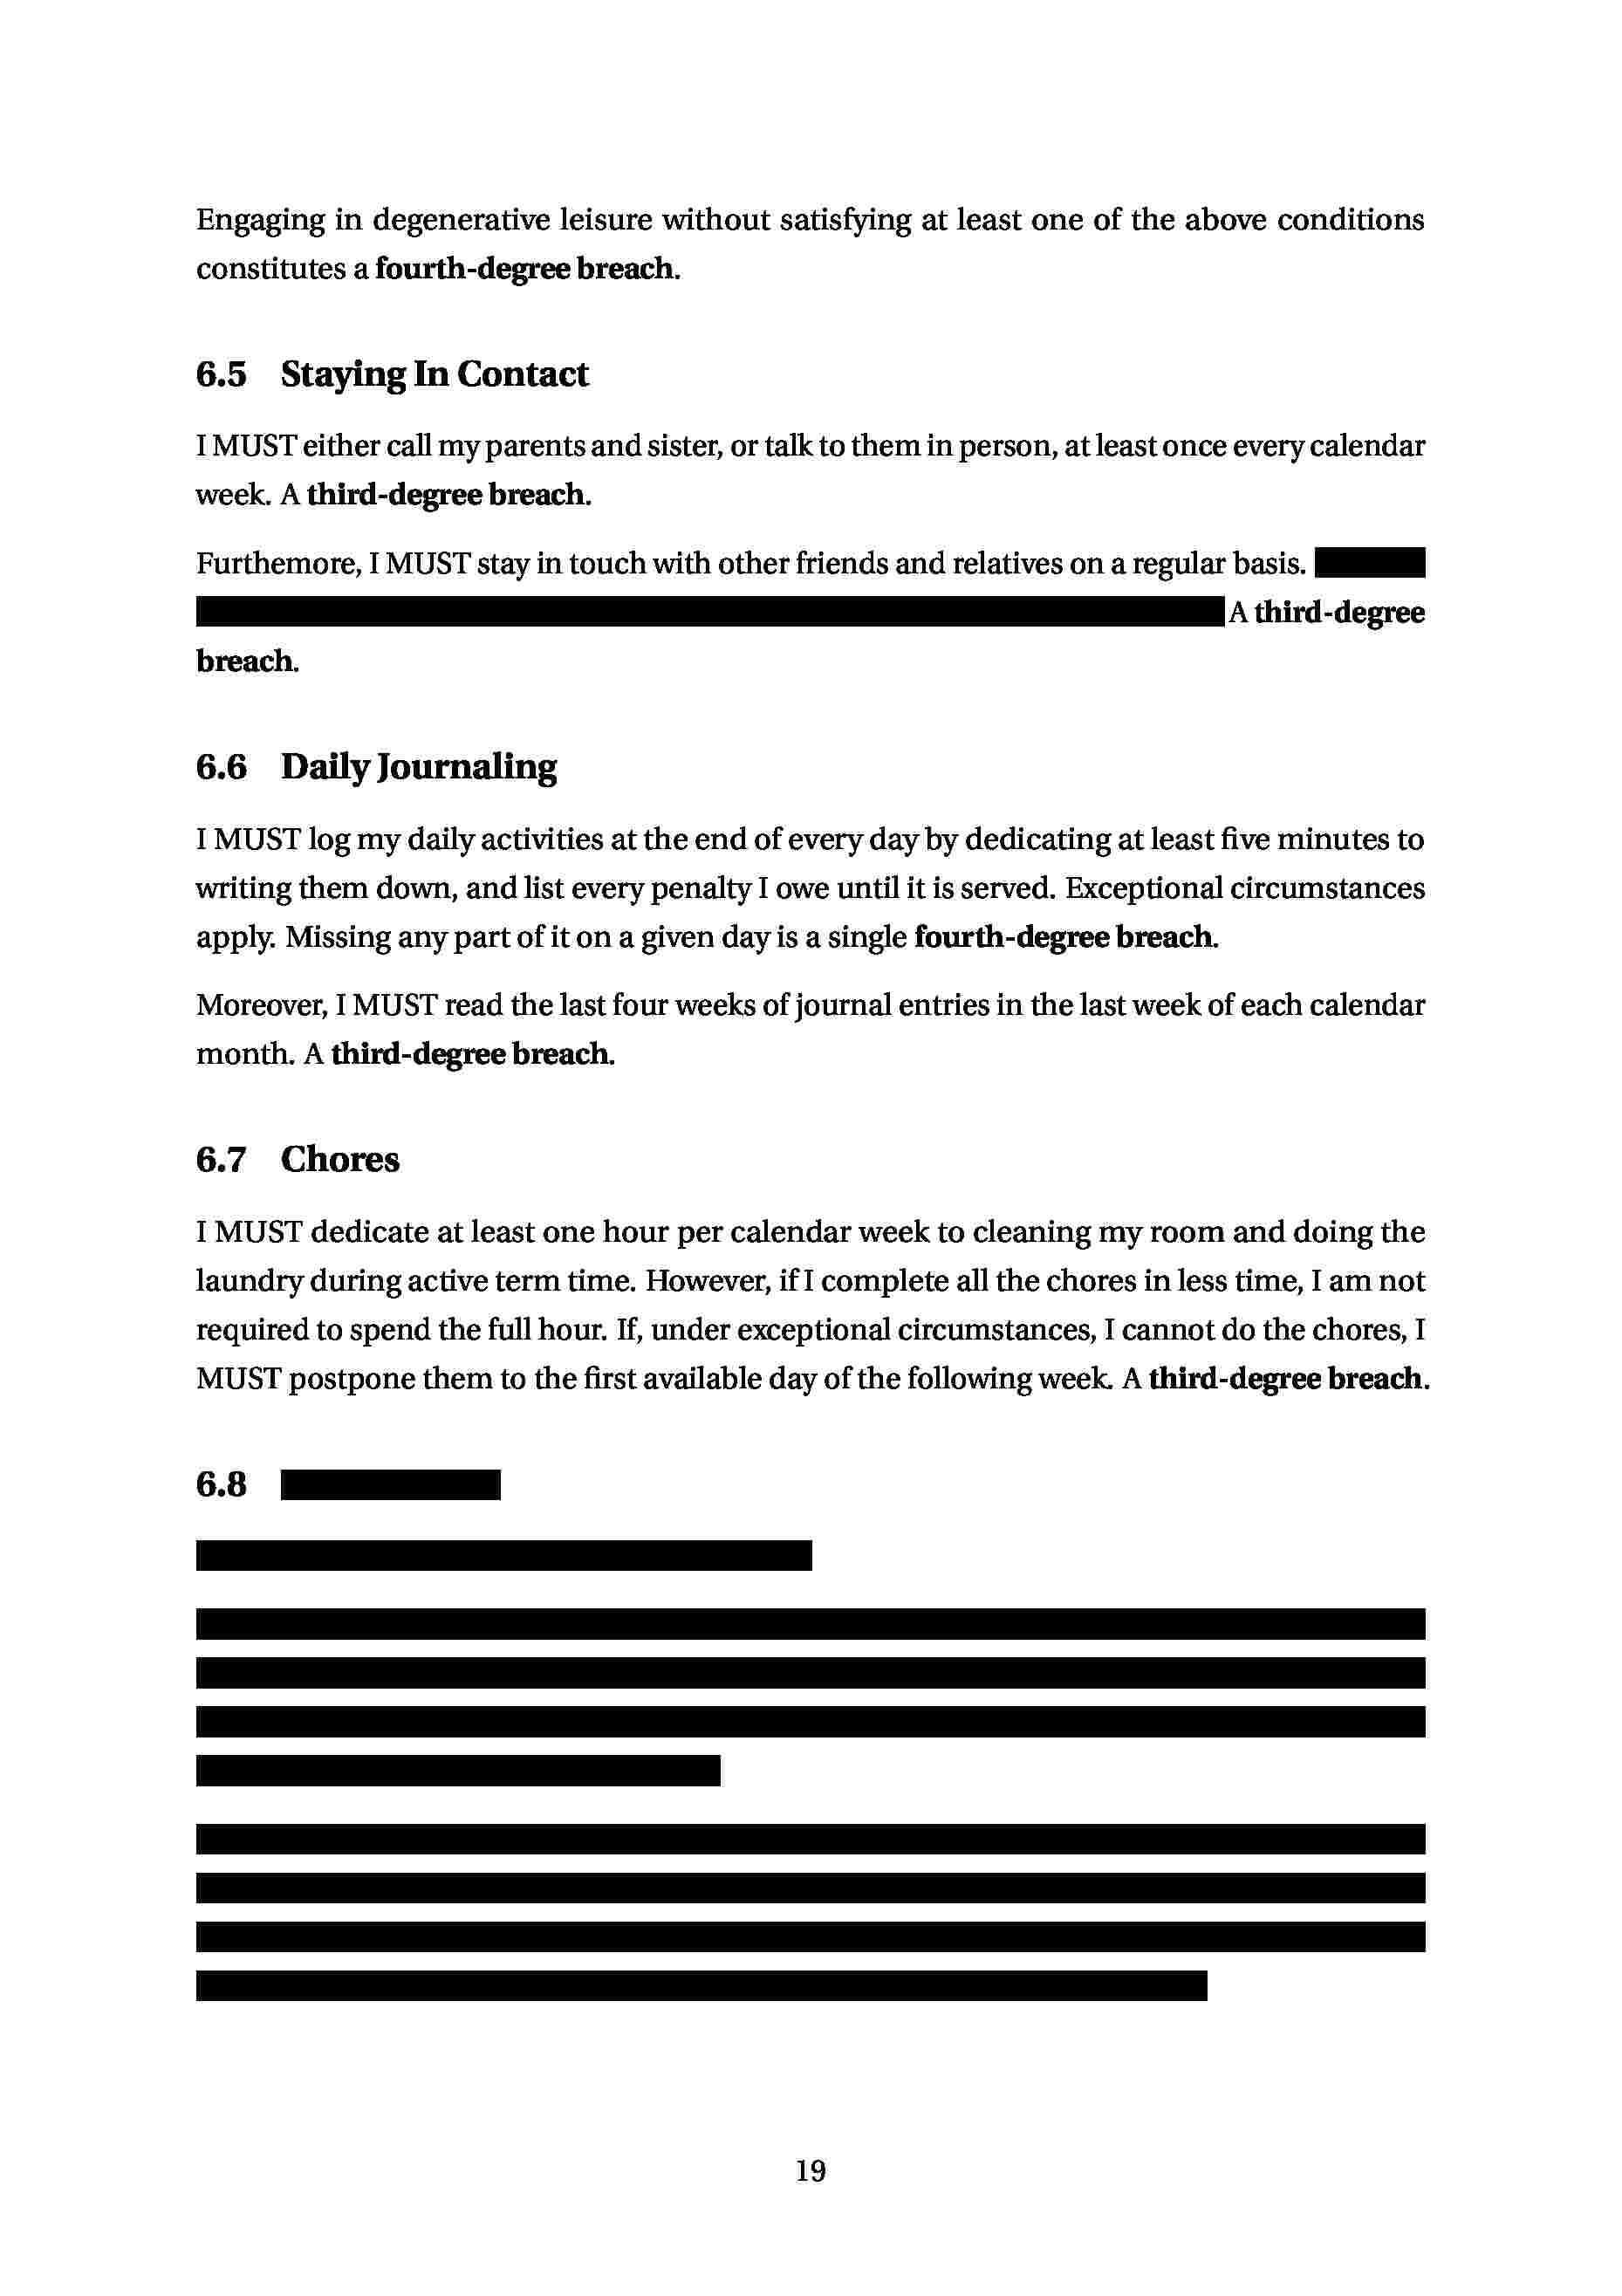 Engaging in degenerative leisure without satisfying at least one of the above conditions
constitutes a fourth-degree breach.
6.5 Staying In Contact
I MUST either call my parents and sister, or talk to them in person, at least once every calendar
week. A third-degree breach.
Furthemore, I MUST stay in touch with other friends and relatives on a regular basis.
A third-degree
breach.
6.6 Daily Journaling
I MUST log my daily activities at the end of every day by dedicating at least five minutes to
writing them down, and list every penalty I owe until it is served. Exceptional circumstances
apply. Missing any part of it on a given day is a single fourth-degree breach.
Moreover, I MUST read the last four weeks of journal entries in the last week of each calendar
month. A third-degree breach.
6.7 Chores
I MUST dedicate at least one hour per calendar week to cleaning my room and doing the
laundry during active term time. However, if I complete all the chores in less time, I am not
required to spend the full hour. If, under exceptional circumstances, I cannot do the chores, I
MUST postpone them to the first available day of the following week. A third-degree breach.
6.8
19